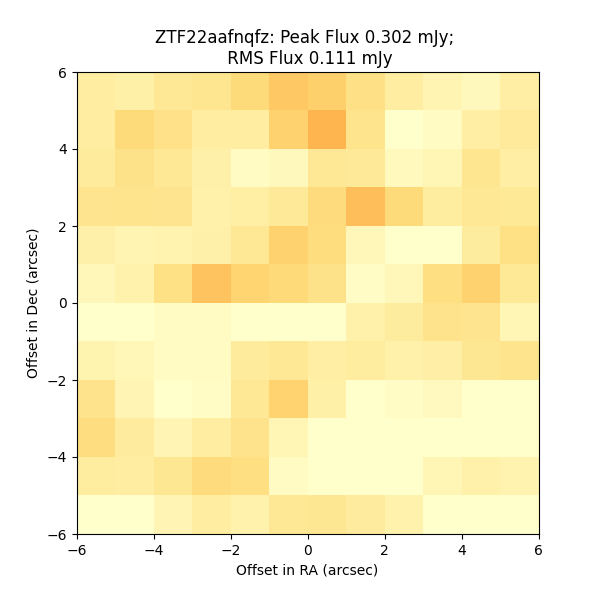 ZTF22aafnqfz: Peak Flux 0.302 mJy;
RMS Flux 0.111 mJy
6
4
2
0
−2
−4
−6
Offset in Dec (arcsec)
−6 −4 −2 0 2 4 6
Offset in RA (arcsec)